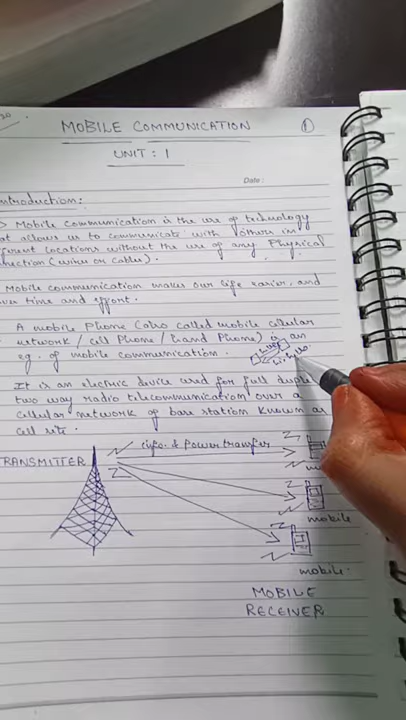 MOBILE COMMUNICATION 1
UNIT : 1
Date :
Introduction:
Mobile communication is the use of technology
that allows us to communicate with others in
different locations without the use of any Physical
connection (wires or cables).
Mobile communication makes our life easier, and
time and effort.
A mobile Phone (also called mobile cellular
network / cell Phone / hand Phone) is an
eg. of mobile communication.
It is an electric device used for full duplex
two way radio telecommunication over a
cellular network of base station known as
cell site.
TRANSMITTER
info. & power transfer
mobile
mobile.
MOBILE
RECEIVER